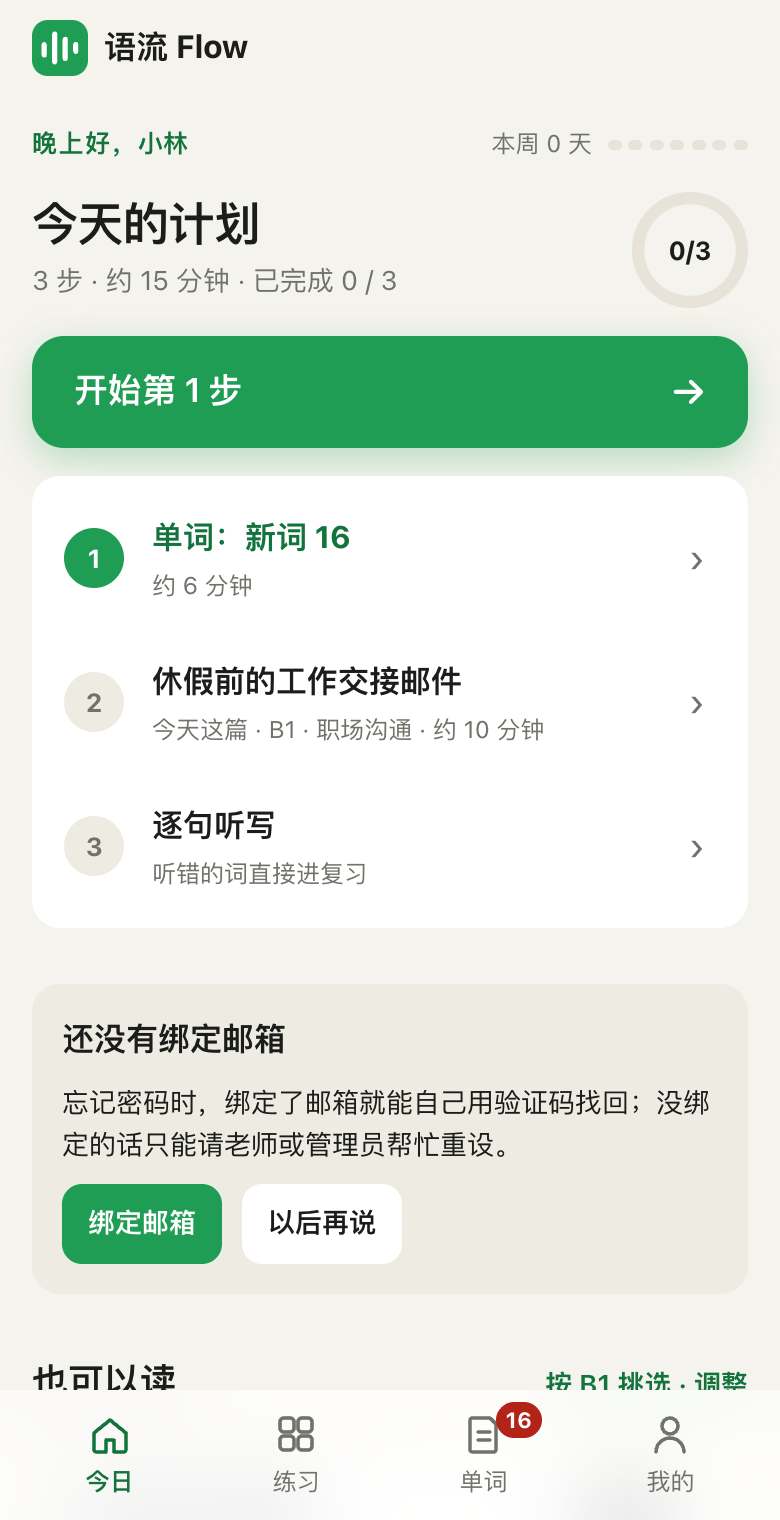 语流 Flow
晚上好，小林
本周 0 天
今天的计划
3 步 · 约 15 分钟 · 已完成 0 / 3
0/3
开始第 1 步
1
单词：新词 16
约 6 分钟
2
休假前的工作交接邮件
今天这篇 · B1 · 职场沟通 · 约 10 分钟
3
逐句听写
听错的词直接进复习
还没有绑定邮箱
忘记密码时，绑定了邮箱就能自己用验证码找回；没绑
定的话只能请老师或管理员帮忙重设。
绑定邮箱
以后再说
也可以读
按 B1 挑选 · 调整
16
今日
练习
单词
我的